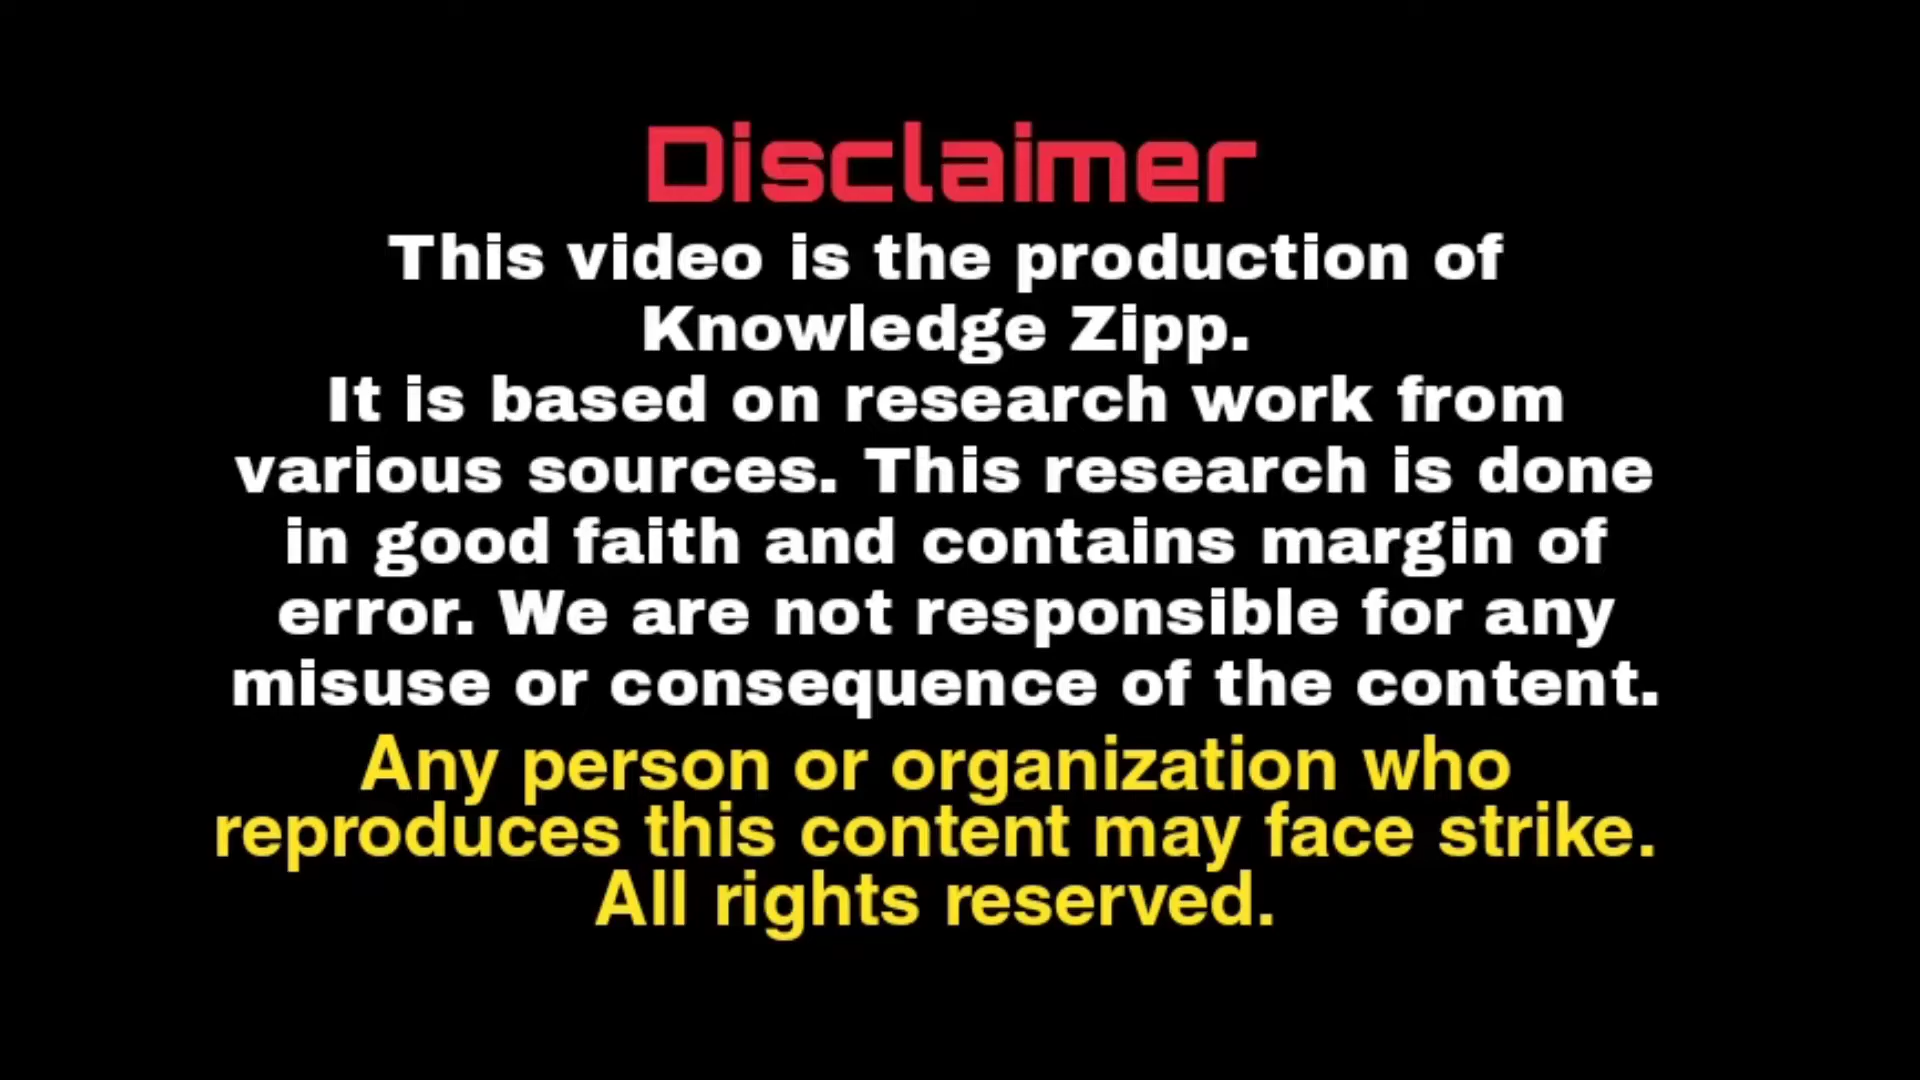 Disclaimer
This video is the production of
Knowledge Zipp.
It is based on research work from
various sources. This research is done
in good faith and contains margin of
error. We are not responsible for any
misuse or consequence of the content.
Any person or organization who
reproduces this content may face strike.
All rights reserved.